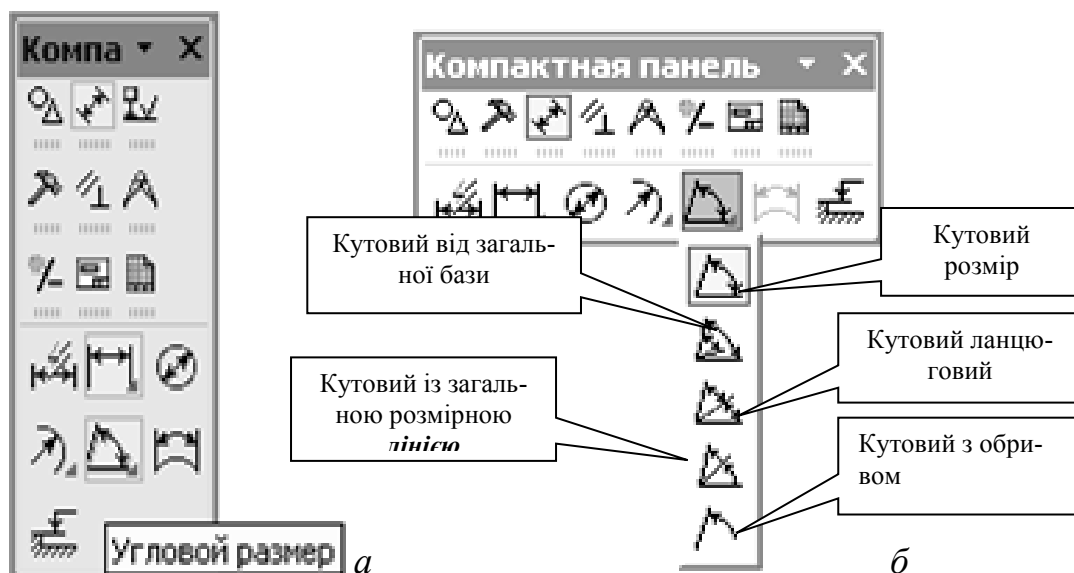 Компа
Компактная панель
Кутовий від загаль-
ної бази
Кутовий
розмір
Кутовий ланцю-
говий
Кутовий із загаль-
ною розмірною
лінією
Кутовий з обри-
вом
Угловой размер
а
б